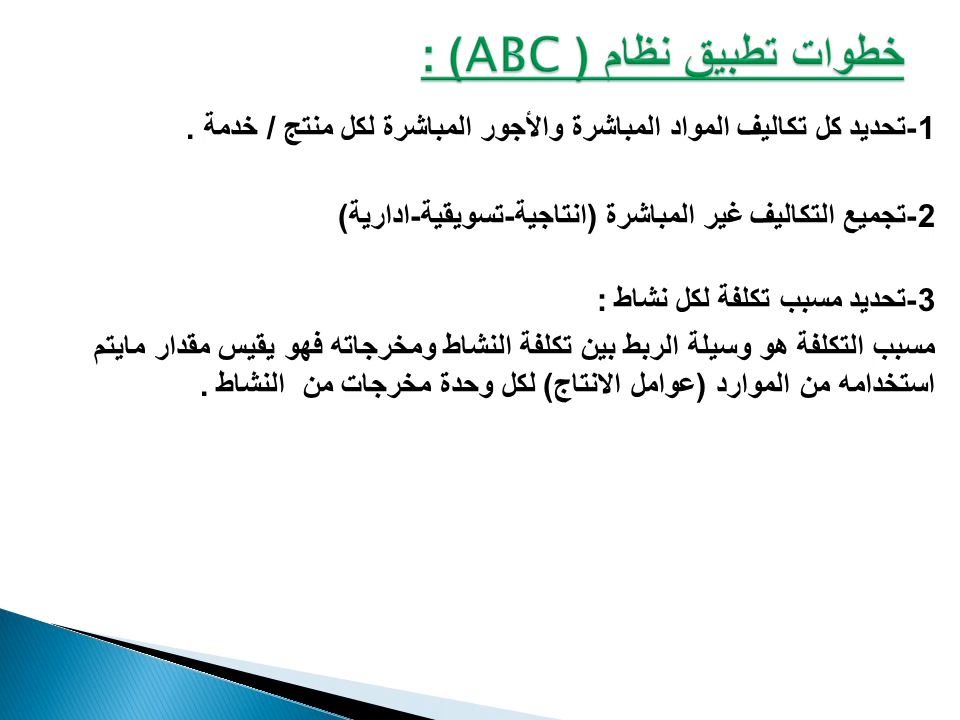 خطوات تطبيق نظام ( ABC) :
1-تحديد كل تكاليف المواد المباشرة والأجور المباشرة لكل منتج / خدمة .
2-تجميع التكاليف غير المباشرة (انتاجية-تسويقية-ادارية)
3-تحديد مسبب تكلفة لكل نشاط :
مسبب التكلفة هو وسيلة الربط بين تكلفة النشاط ومخرجاته فهو يقيس مقدار مايتم
استخدامه من الموارد (عوامل الانتاج) لكل وحدة مخرجات من النشاط .